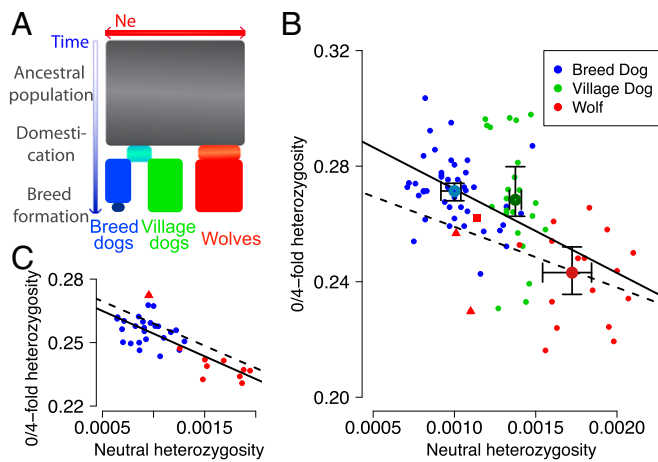 A
Ne
Time
Ancestral
population
Domesti-
cation
Breed
formation
Breed
dogs
Village
dogs
Wolves
B
0.32
0.28
0.24
0.20
0/4−fold heterozygosity
Breed Dog
Village Dog
Wolf
0.0005
0.0010
0.0015
0.0020
Neutral heterozygosity
C
0.28
0.25
0.22
0/4−fold heterozygosity
0.0005
0.0015
Neutral heterozygosity